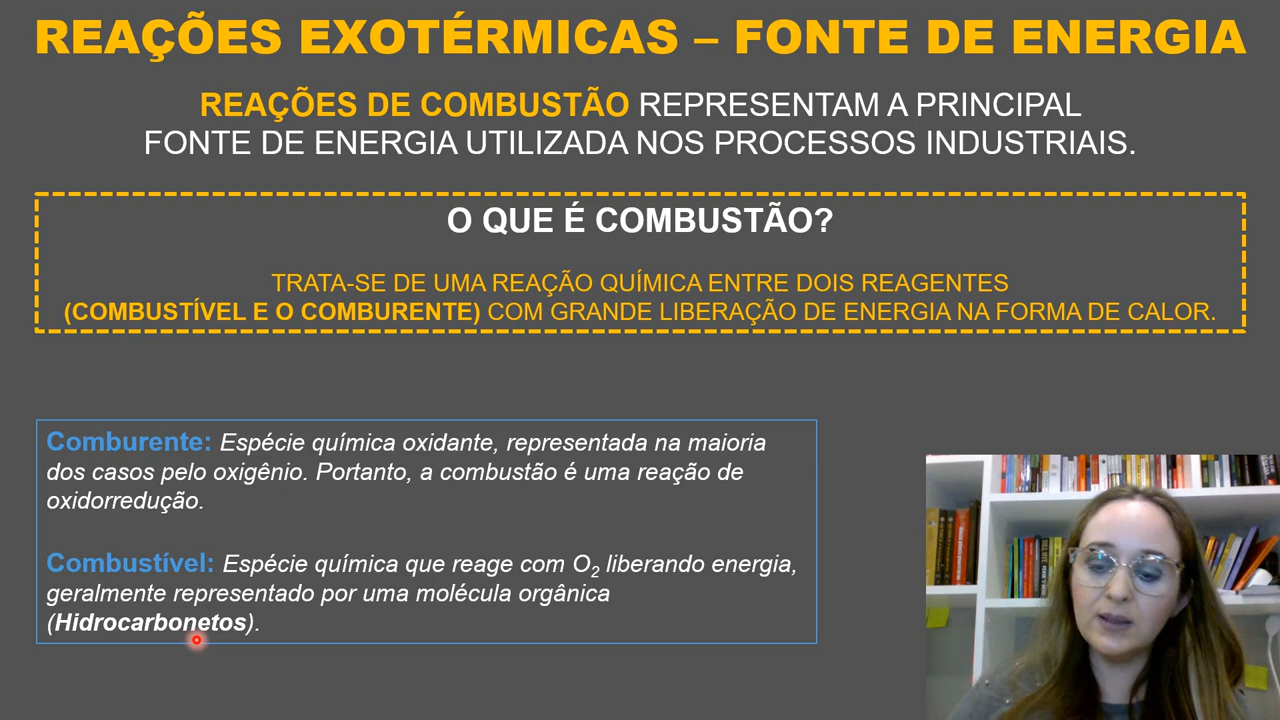 REAÇÕES EXOTÉRMICAS – FONTE DE ENERGIA
REAÇÕES DE COMBUSTÃO REPRESENTAM A PRINCIPAL
FONTE DE ENERGIA UTILIZADA NOS PROCESSOS INDUSTRIAIS.
O QUE É COMBUSTÃO?
TRATA-SE DE UMA REAÇÃO QUÍMICA ENTRE DOIS REAGENTES
(COMBUSTÍVEL E O COMBURENTE) COM GRANDE LIBERAÇÃO DE ENERGIA NA FORMA DE CALOR.
Comburente: Espécie química oxidante, representada na maioria
dos casos pelo oxigênio. Portanto, a combustão é uma reação de
oxidorredução.
Combustível: Espécie química que reage com O₂ liberando energia,
geralmente representado por uma molécula orgânica
(Hidrocarbonetos).